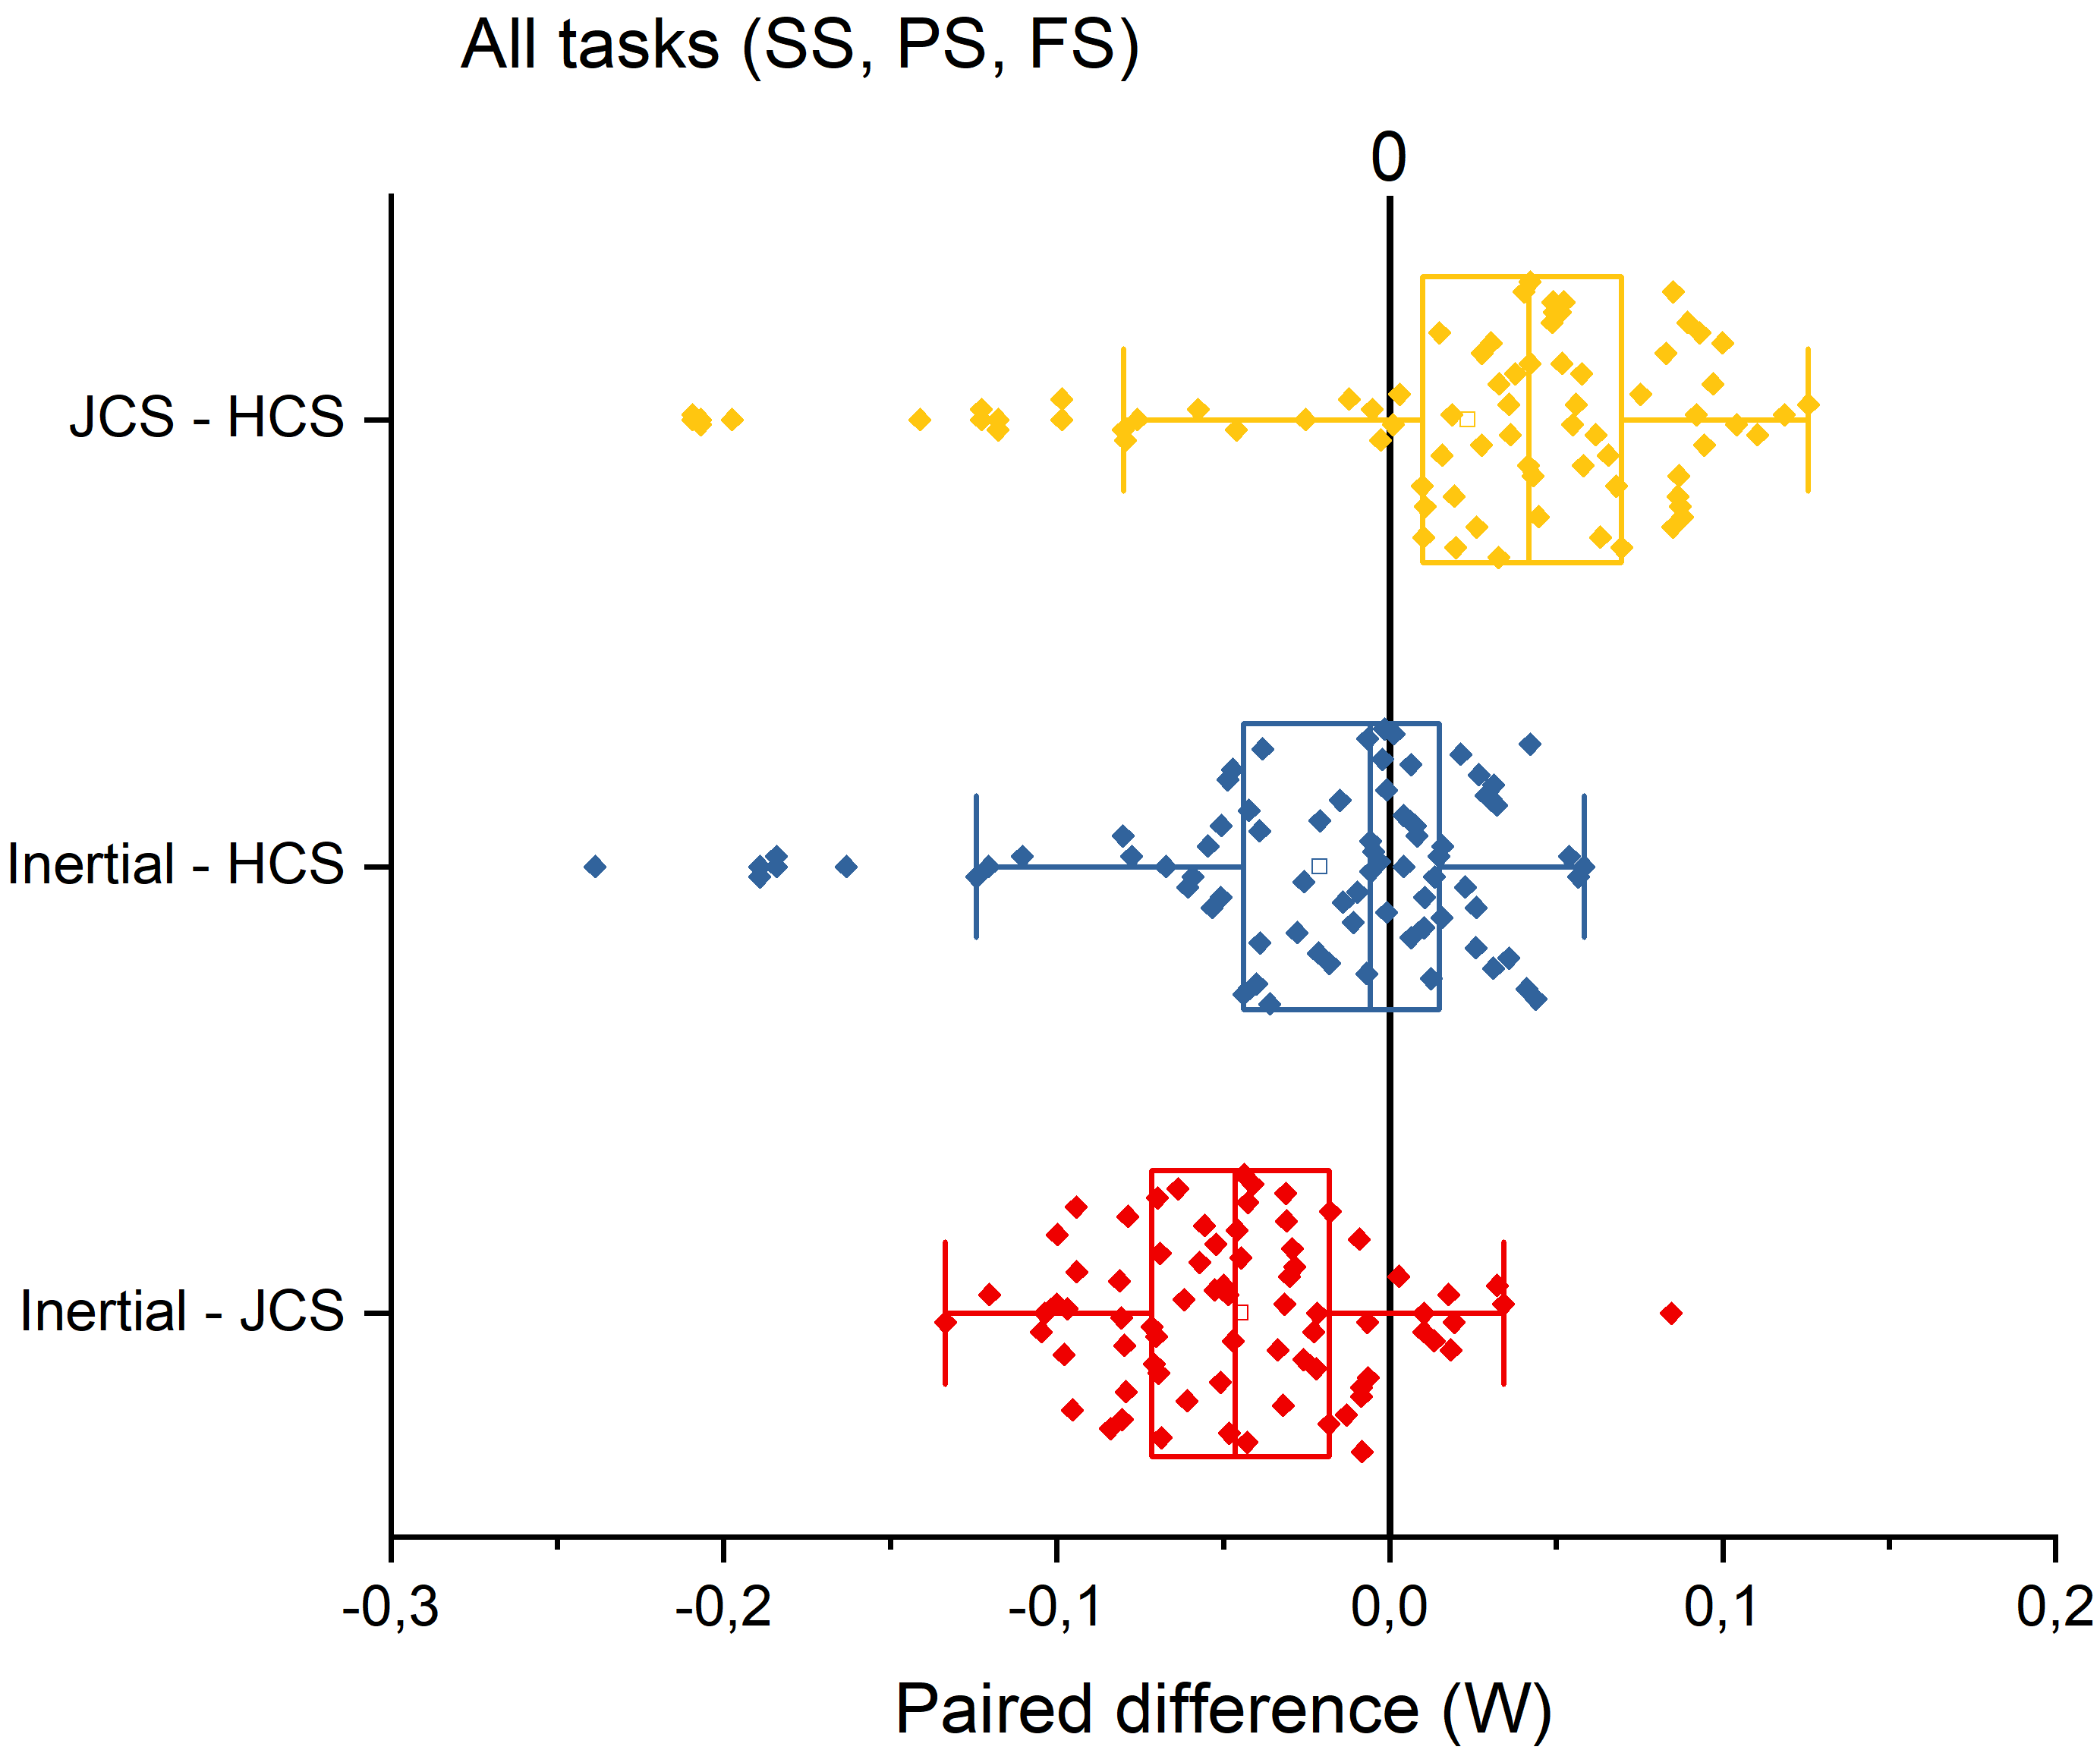 All tasks (SS, PS, FS)
0
JCS - HCS
Inertial - HCS
Inertial - JCS
-0,3 -0,2 -0,1 0,0 0,1 0,2
Paired difference (W)